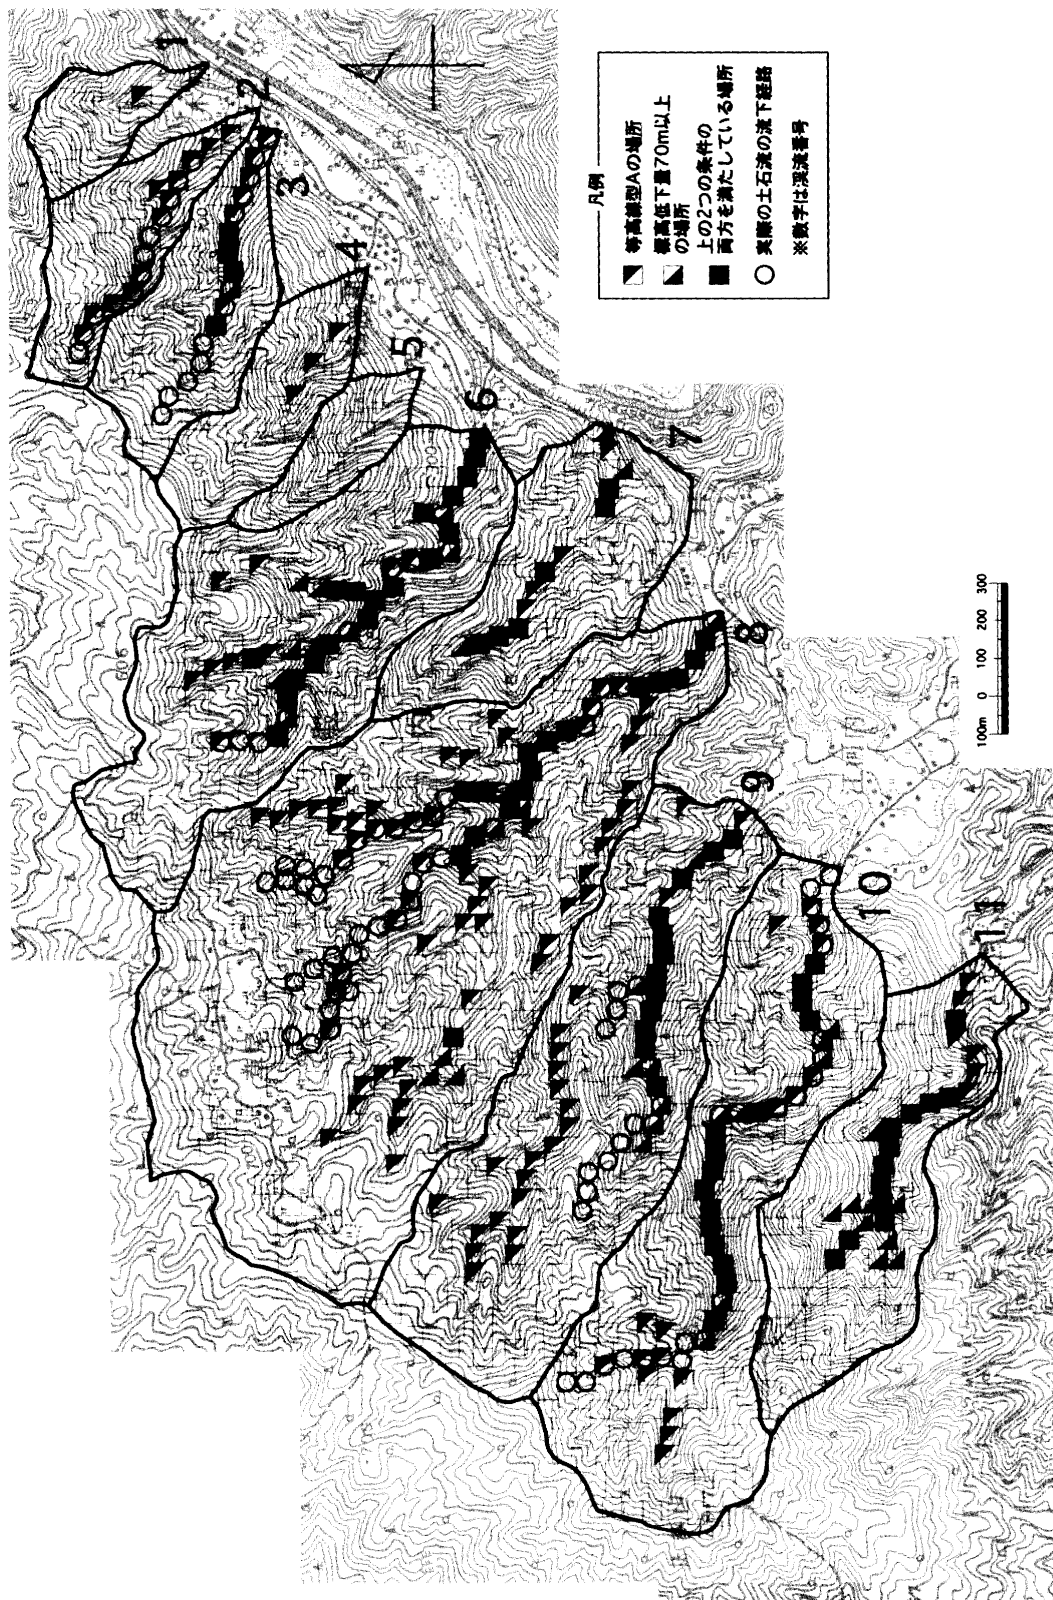 凡例
等高線型Aの場所
標高低下量70m以上
の場所
上の2つの条件の
両方を満たしている場所
実際の土石流の流下経路
※数字は渓流番号
1
2
3
4
5
6
7
8
9
10
11
100m 0 100 200 300